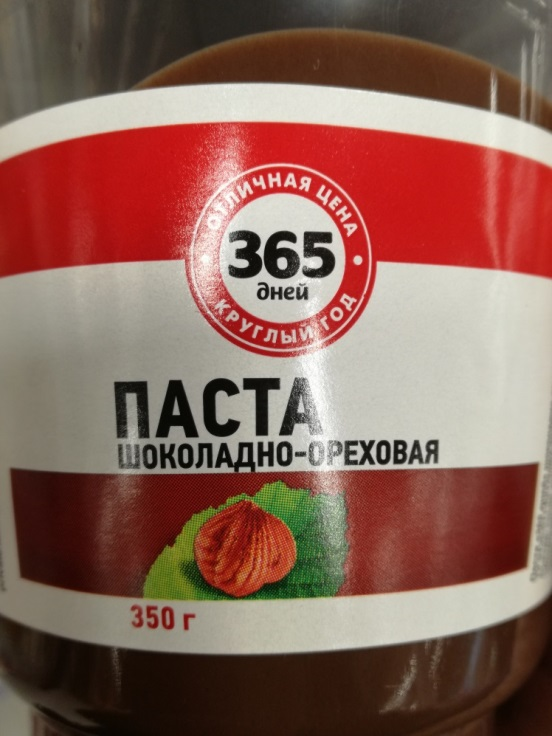 ОТЛИЧНАЯ ЦЕНА
365
дней
КРУГЛЫЙ ГОД
ПАСТА
ШОКОЛАДНО-ОРЕХОВАЯ
350 г